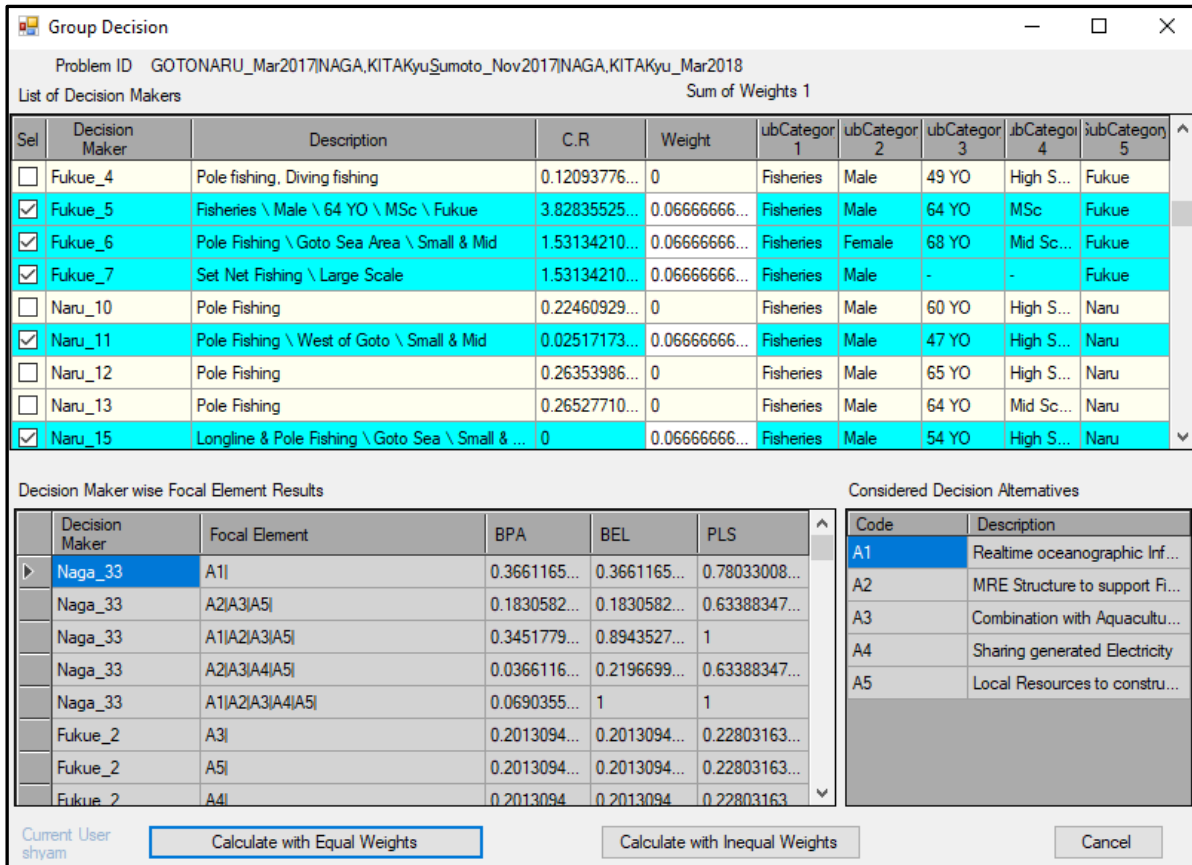 Group Decision
Problem ID GOTONARU_Mar2017|NAGA,KITAKyuSumoto_Nov2017|NAGA,KITAKyu_Mar2018
List of Decision Makers Sum of Weights 1
Sel Decision Maker Description C.R Weight ubCategor 1 ubCategor 2 ubCategor 3 ubCategor 4 SubCategory 5
Fukue_4 Pole fishing, Diving fishing 0.12093776... 0 Fisheries Male 49 YO High S... Fukue
Fukue_5 Fisheries \ Male \ 64 YO \ MSc \ Fukue 3.82835525... 0.06666666... Fisheries Male 64 YO MSc Fukue
Fukue_6 Pole Fishing \ Goto Sea Area \ Small & Mid 1.53134210... 0.06666666... Fisheries Female 68 YO Mid Sc... Fukue
Fukue_7 Set Net Fishing \ Large Scale 1.53134210... 0.06666666... Fisheries Male - - Fukue
Naru_10 Pole Fishing 0.22460929... 0 Fisheries Male 60 YO High S... Naru
Naru_11 Pole Fishing \ West of Goto \ Small & Mid 0.02517173... 0.06666666... Fisheries Male 47 YO High S... Naru
Naru_12 Pole Fishing 0.26353986... 0 Fisheries Male 65 YO High S... Naru
Naru_13 Pole Fishing 0.26527710... 0 Fisheries Male 64 YO Mid Sc... Naru
Naru_15 Longline & Pole Fishing \ Goto Sea \ Small & ... 0 0.06666666... Fisheries Male 54 YO High S... Naru
Decision Maker wise Focal Element Results
Decision Maker Focal Element BPA BEL PLS
Naga_33 A1| 0.3661165... 0.3661165... 0.78033008...
Naga_33 A2|A3|A5| 0.1830582... 0.1830582... 0.63388347...
Naga_33 A1|A2|A3|A5| 0.3451779... 0.8943527... 1
Naga_33 A2|A3|A4|A5| 0.0366116... 0.2196699... 0.63388347...
Naga_33 A1|A2|A3|A4|A5| 0.0690355... 1 1
Fukue_2 A3| 0.2013094... 0.2013094... 0.22803163...
Fukue_2 A5| 0.2013094... 0.2013094... 0.22803163...
Fukue_2 A4| 0.2013094 0.2013094 0.22803163
Considered Decision Alternatives
Code Description
A1 Realtime oceanographic Inf...
A2 MRE Structure to support Fi...
A3 Combination with Aquacultu...
A4 Sharing generated Electricity
A5 Local Resources to constru...
Current User
shyam
Calculate with Equal Weights Calculate with Inequal Weights Cancel